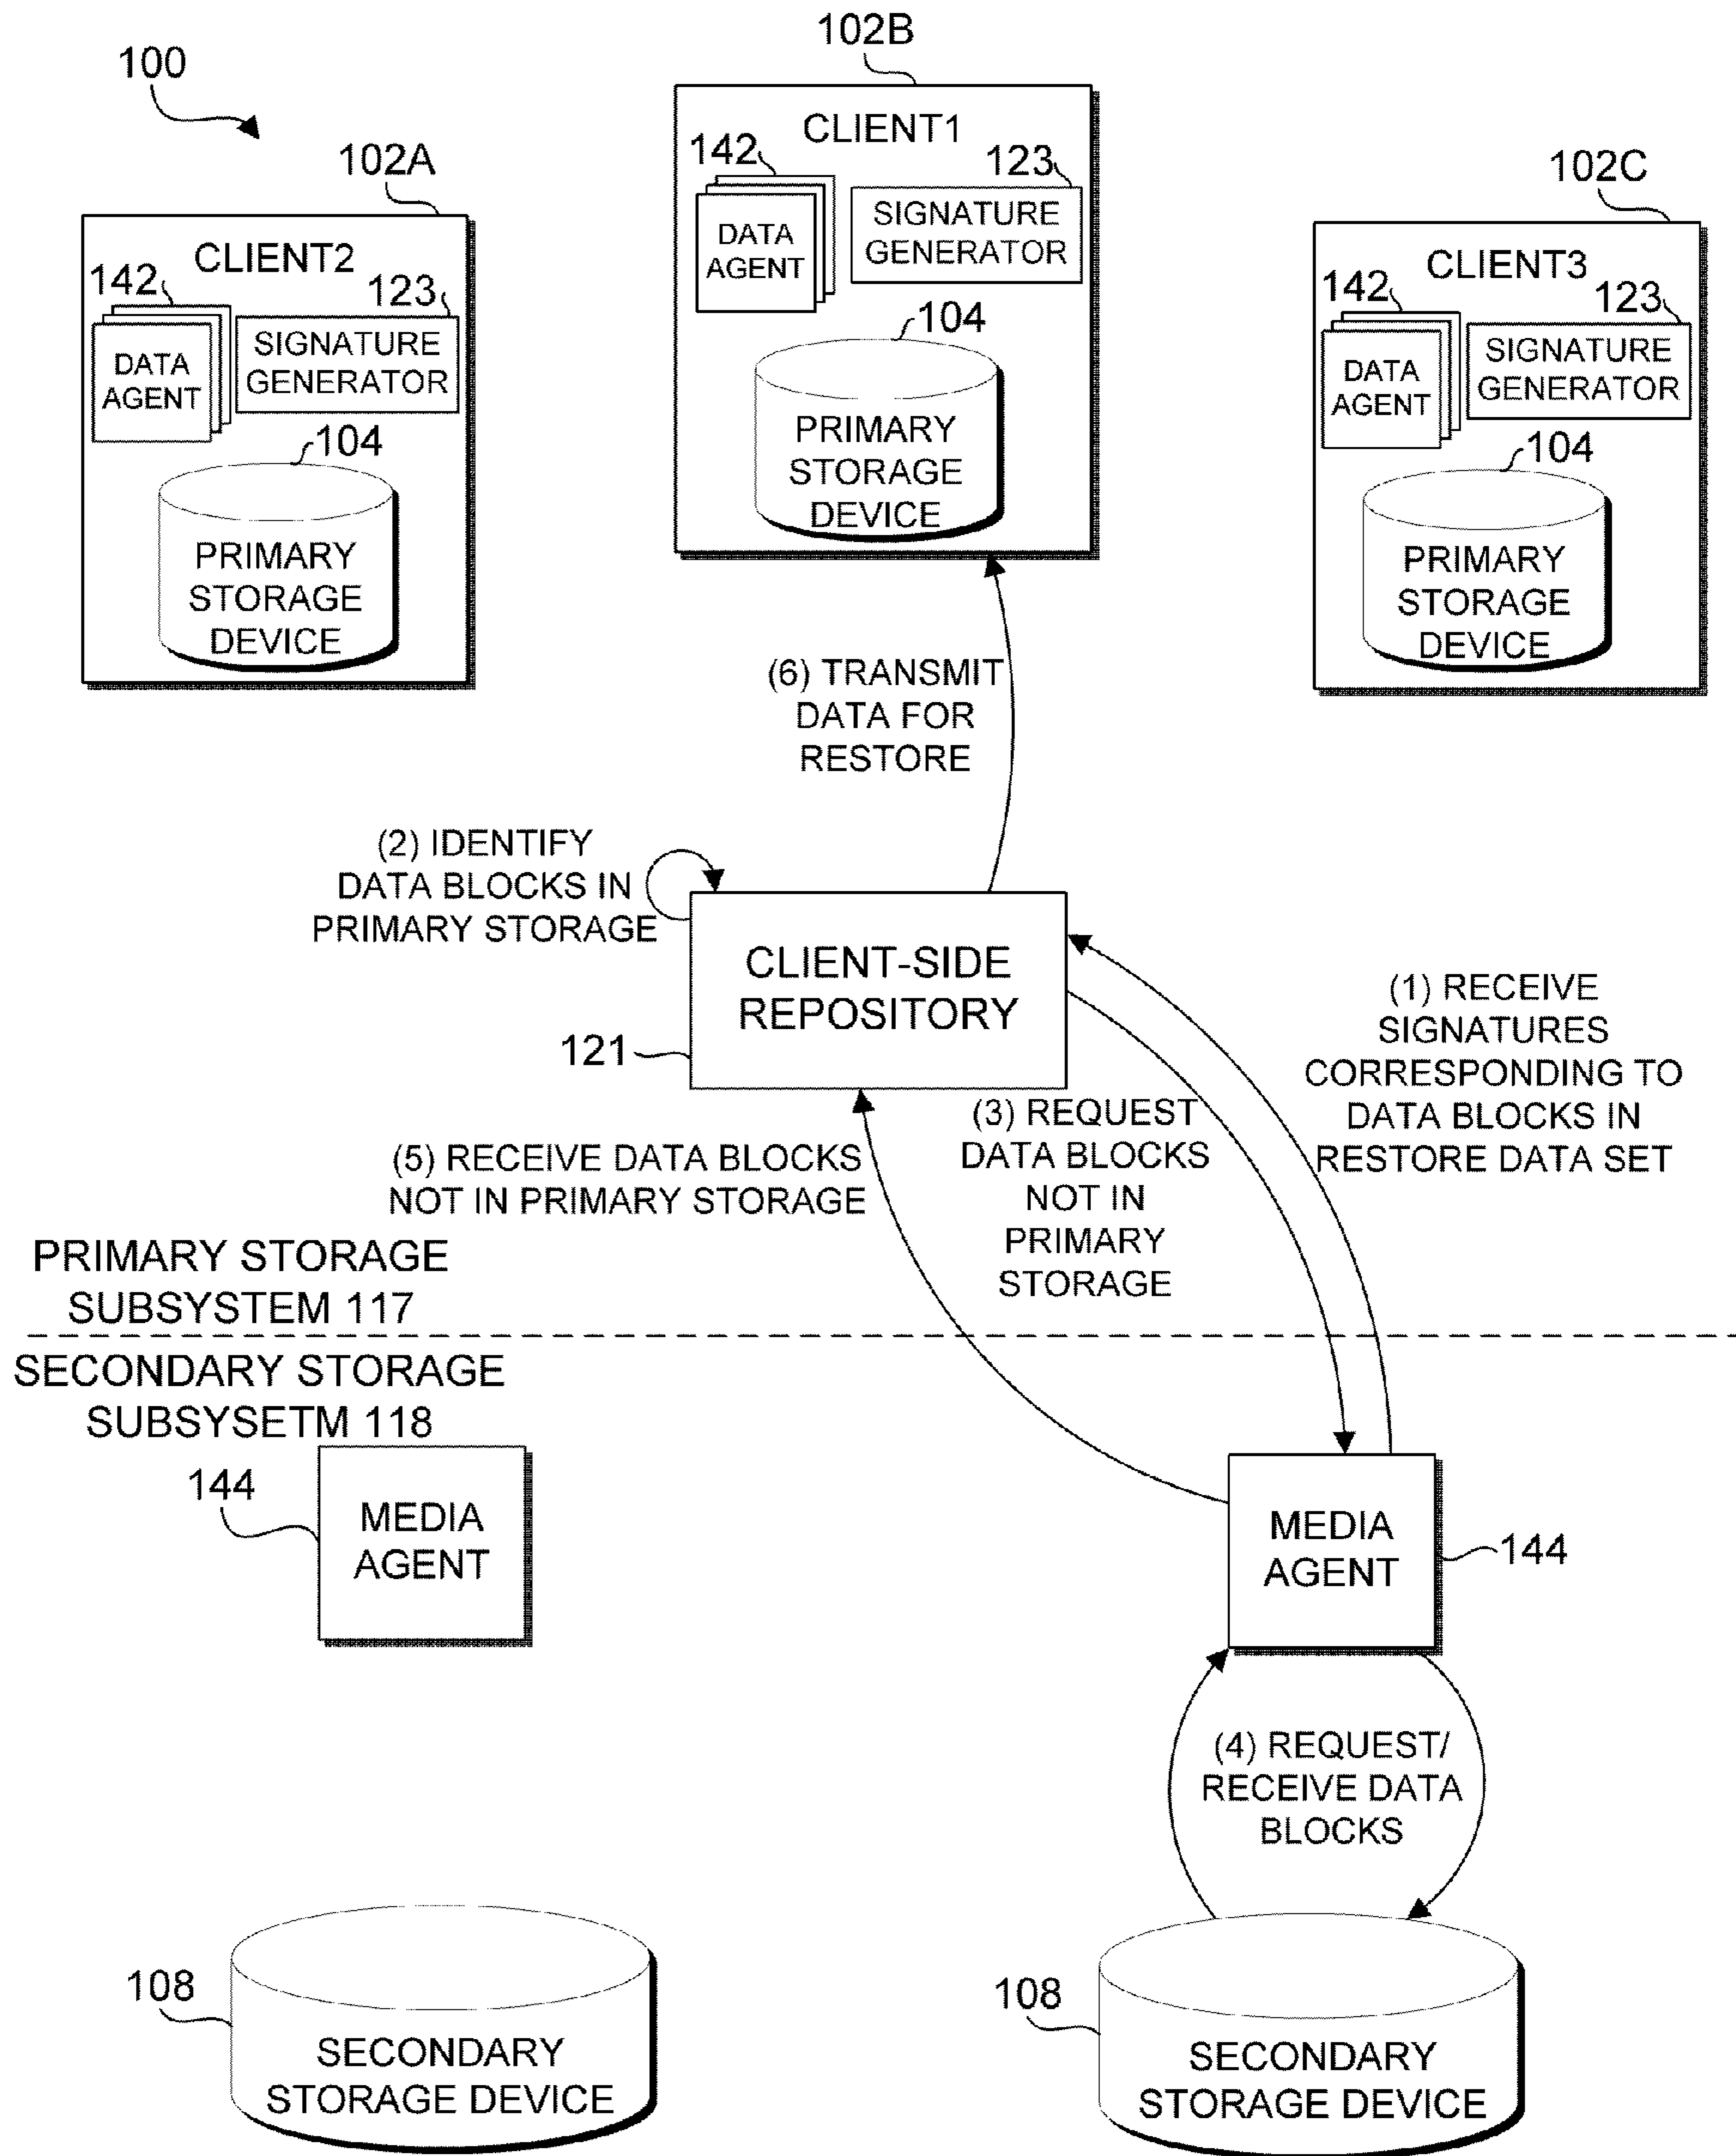 100
102B
CLIENT1
142
123
DATA
AGENT
SIGNATURE
GENERATOR
104
PRIMARY
STORAGE
DEVICE
102A
CLIENT2
142
123
DATA
AGENT
SIGNATURE
GENERATOR
104
PRIMARY
STORAGE
DEVICE
102C
CLIENT3
142
123
DATA
AGENT
SIGNATURE
GENERATOR
104
PRIMARY
STORAGE
DEVICE
(6) TRANSMIT
DATA FOR
RESTORE
(2) IDENTIFY
DATA BLOCKS IN
PRIMARY STORAGE
CLIENT-SIDE
REPOSITORY
121
(1) RECEIVE
SIGNATURES
CORRESPONDING TO
DATA BLOCKS IN
RESTORE DATA SET
(3) REQUEST
DATA BLOCKS
NOT IN
PRIMARY
STORAGE
(5) RECEIVE DATA BLOCKS
NOT IN PRIMARY STORAGE
PRIMARY STORAGE
SUBSYSTEM 117
SECONDARY STORAGE
SUBSYSETM 118
144
MEDIA
AGENT
MEDIA
AGENT
144
(4) REQUEST/
RECEIVE DATA
BLOCKS
108
SECONDARY
STORAGE DEVICE
108
SECONDARY
STORAGE DEVICE